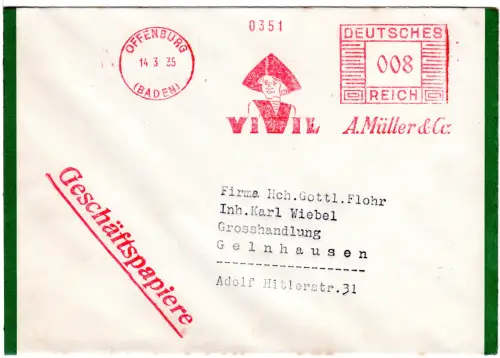 OFFENBURG
14 3 35
(BADEN)
0351
VIVIL
DEUTSCHES
008
REICH
A.Müller & Co.
Geschäftspapiere
Firma Hch.Gottl.Flohr
Inh.Karl Wiebel
Grosshandlung
Gelnhausen
Adolf Hitlerstr.31